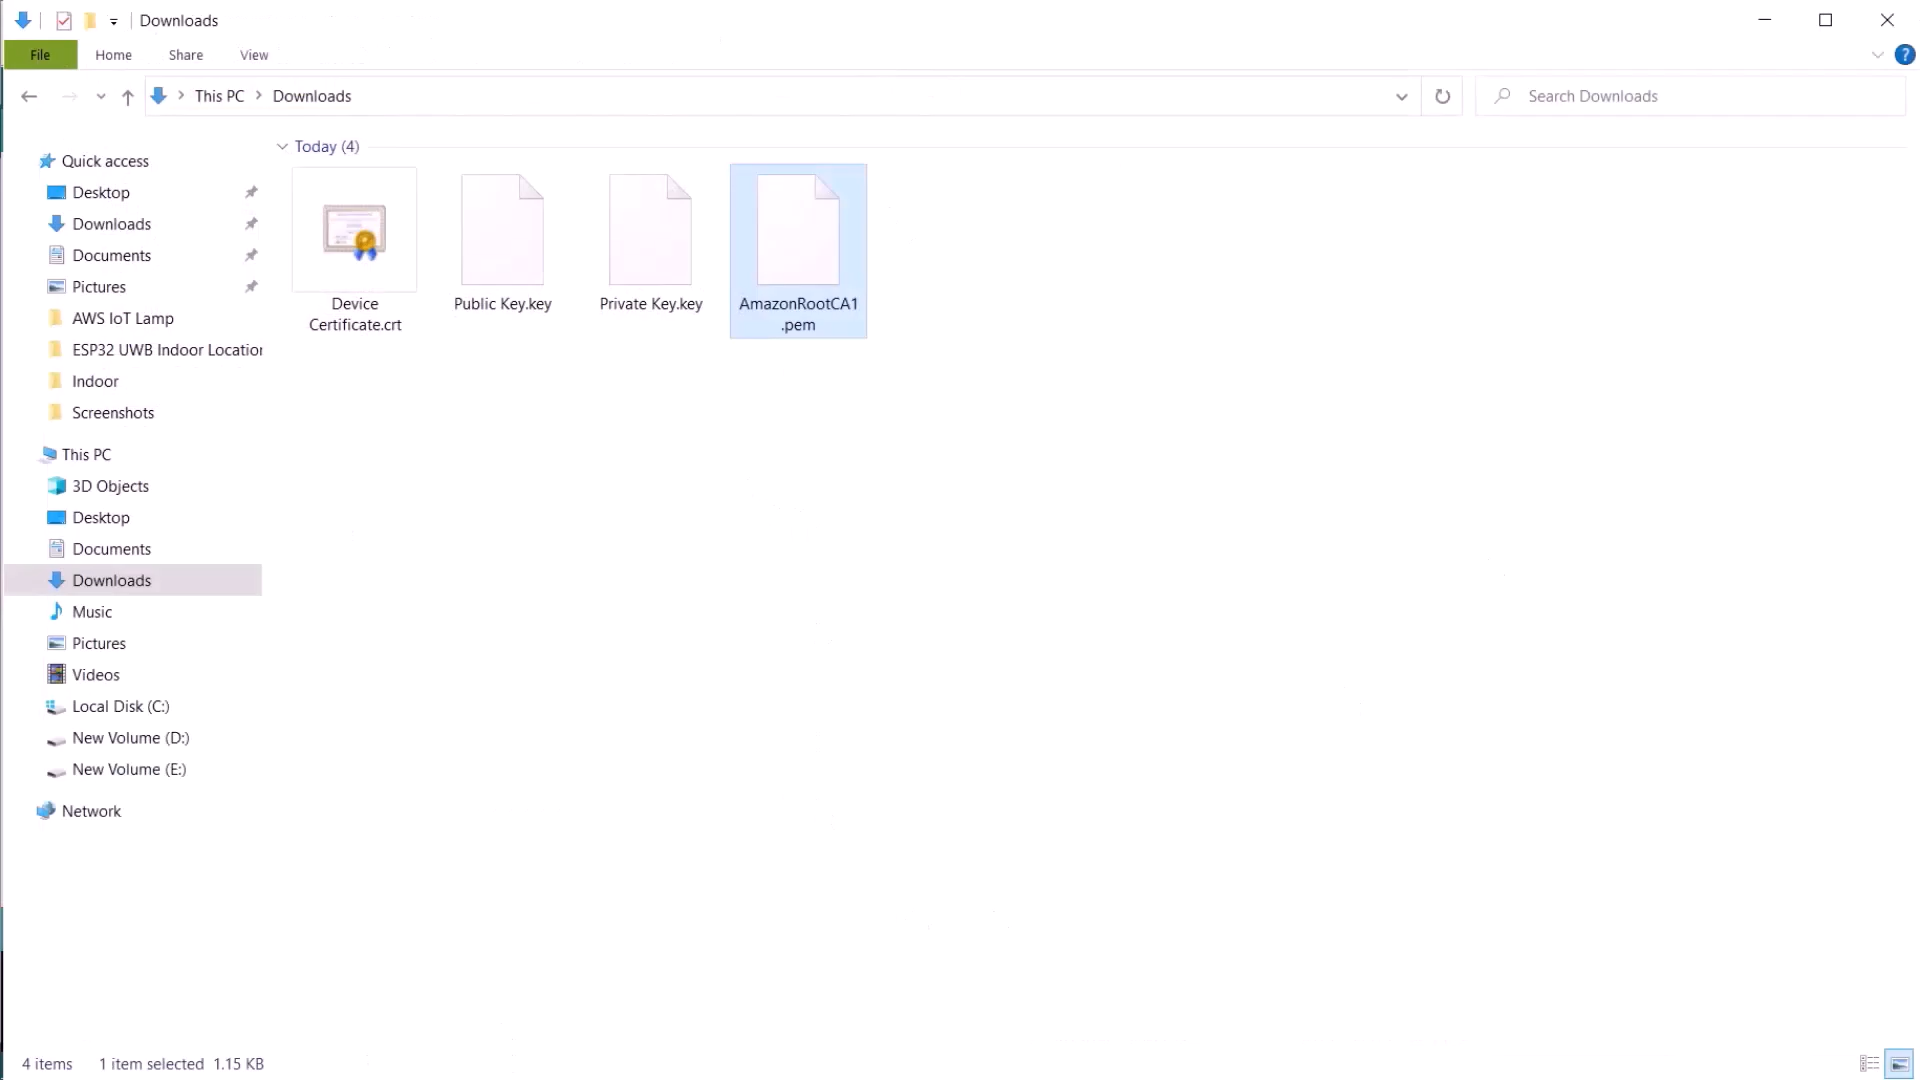 Downloads
File
Home
Share
View
?
This PC
Downloads
Search Downloads
Quick access
Desktop
Downloads
Documents
Pictures
AWS IoT Lamp
ESP32 UWB Indoor Location
Indoor
Screenshots
This PC
3D Objects
Desktop
Documents
Downloads
Music
Pictures
Videos
Local Disk (C:)
New Volume (D:)
New Volume (E:)
Network
Today (4)
Device
Certificate.crt
Public Key.key
Private Key.key
AmazonRootCA1
.pem
4 items
1 item selected 1.15 KB